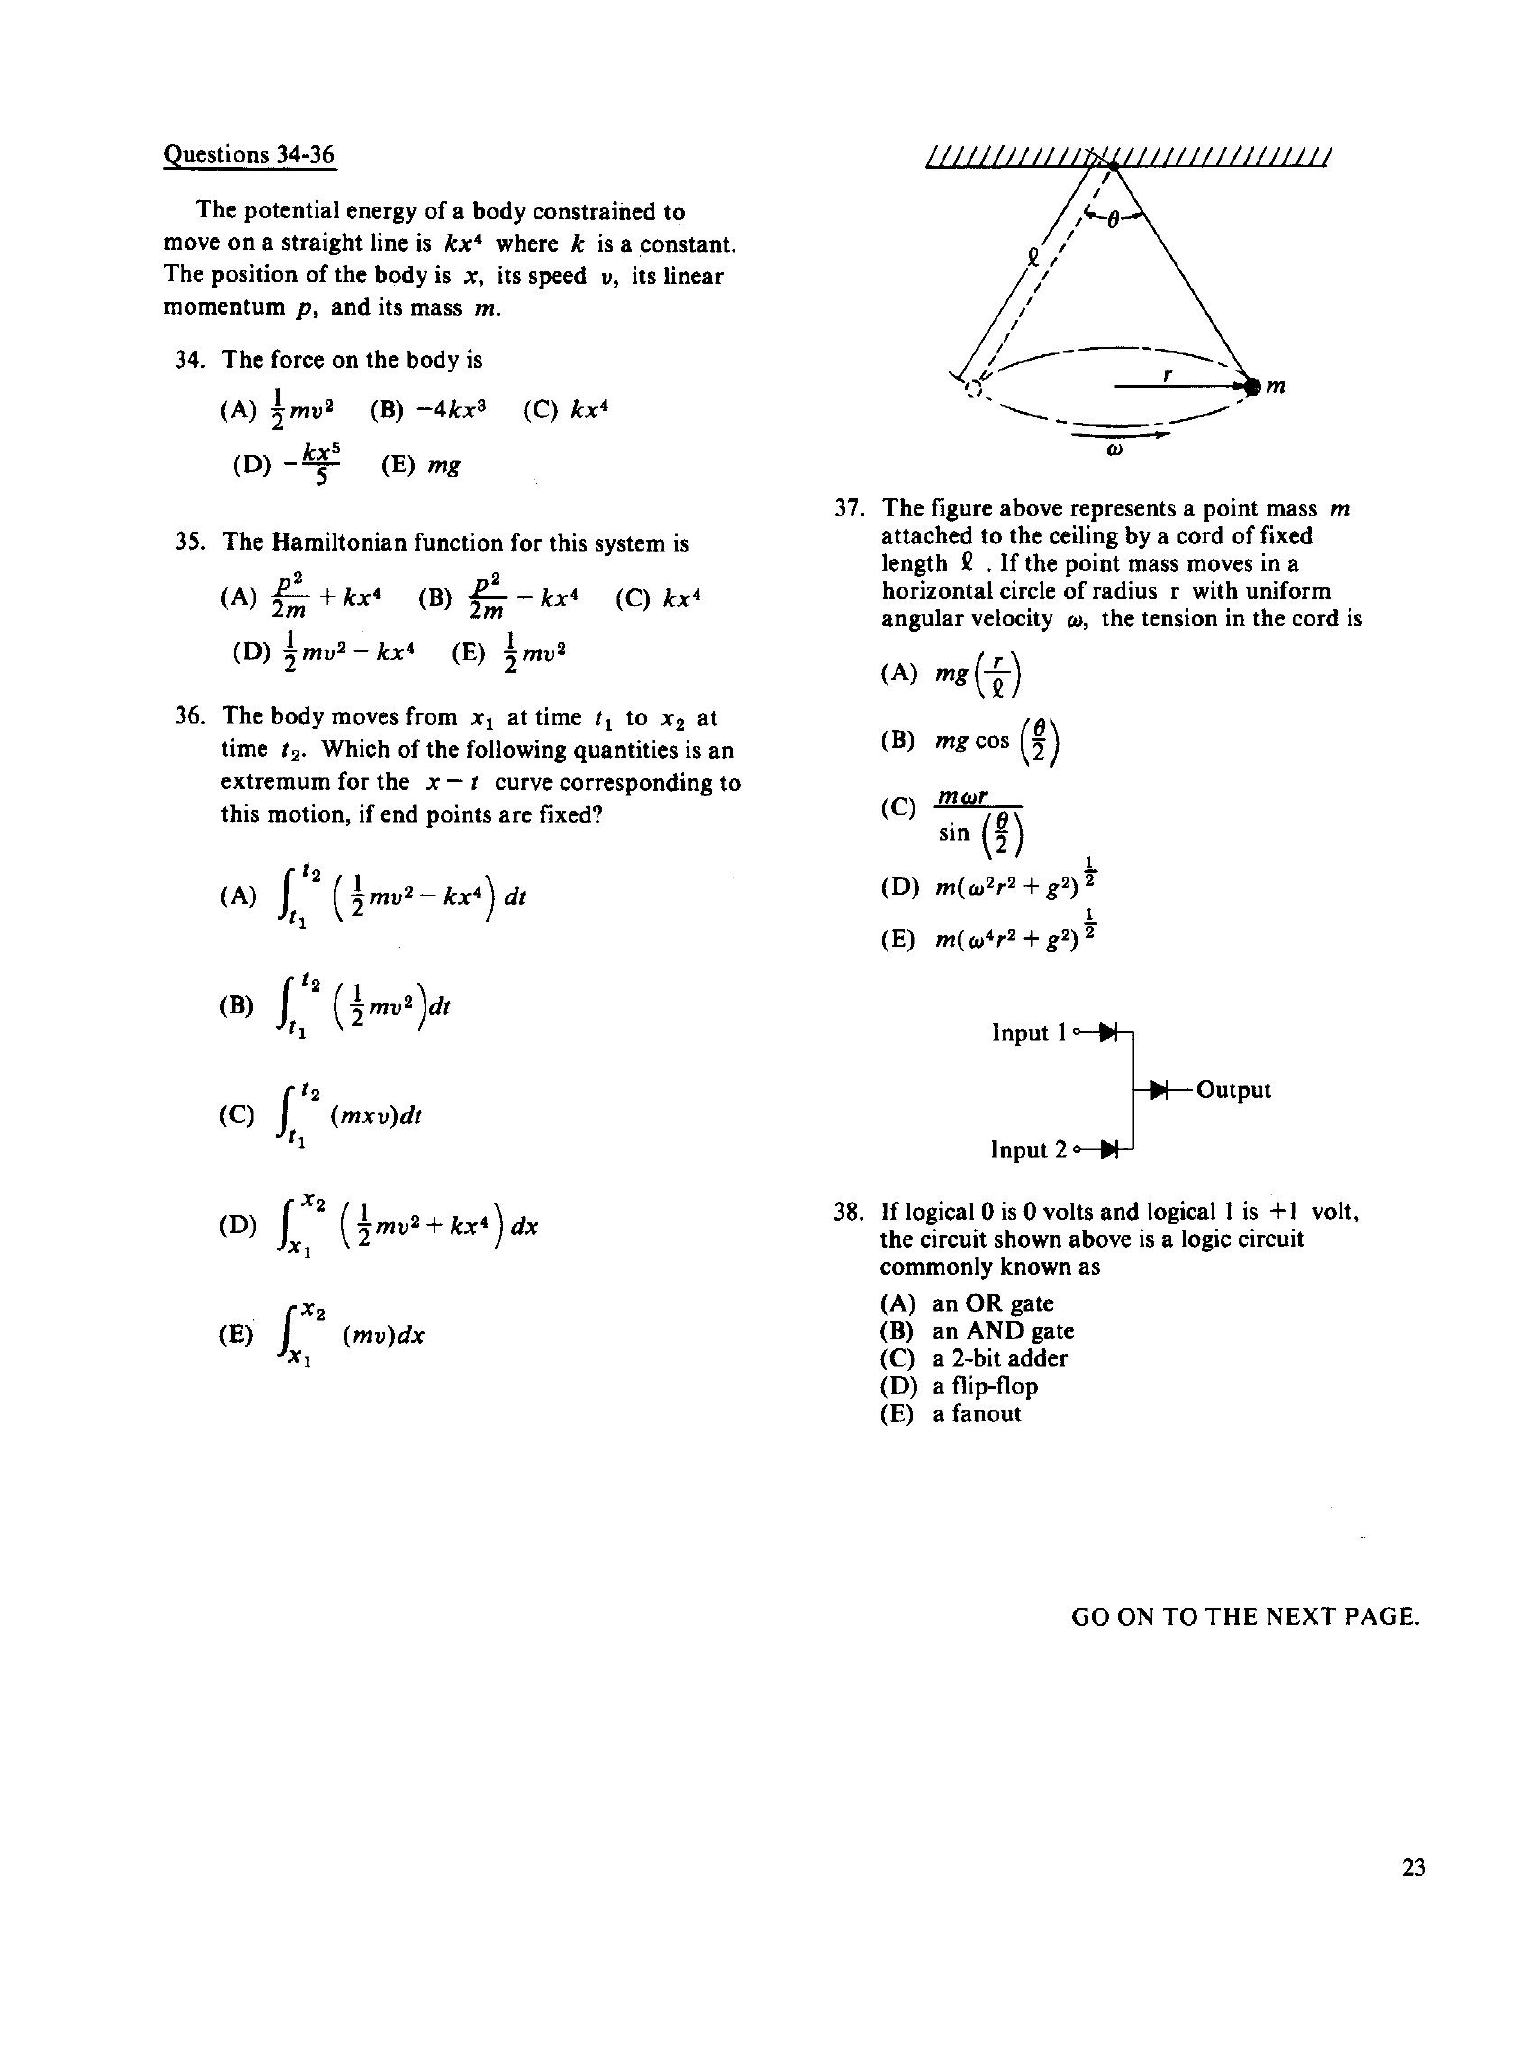 Questions 34-36
The potential energy of a body constrained to
move on a straight line is kx⁴ where k is a constant.
The position of the body is x, its speed v, its linear
momentum p, and its mass m.
34. The force on the body is
(A) ½mv² (B) −4kx³ (C) kx⁴
(D) −kx⁵/5 (E) mg
35. The Hamiltonian function for this system is
(A) p²/2m + kx⁴ (B) p²/2m − kx⁴ (C) kx⁴
(D) ½mv² − kx⁴ (E) ½mv²
36. The body moves from x₁ at time t₁ to x₂ at
time t₂. Which of the following quantities is an
extremum for the x − t curve corresponding to
this motion, if end points are fixed?
(A) ∫_{t₁}^{t₂} (½mv² − kx⁴) dt
(B) ∫_{t₁}^{t₂} (½mv²)dt
(C) ∫_{t₁}^{t₂} (mxv)dt
(D) ∫_{x₁}^{x₂} (½mv² + kx⁴) dx
(E) ∫_{x₁}^{x₂} (mv)dx
θ
ℓ
r
m
ω
37. The figure above represents a point mass m
attached to the ceiling by a cord of fixed
length ℓ . If the point mass moves in a
horizontal circle of radius r with uniform
angular velocity ω, the tension in the cord is
(A) mg(r/ℓ)
(B) mg cos (θ/2)
(C) mωr / sin (θ/2)
(D) m(ω²r² + g²)^½
(E) m(ω⁴r² + g²)^½
Input 1
Output
Input 2
38. If logical 0 is 0 volts and logical 1 is +1 volt,
the circuit shown above is a logic circuit
commonly known as
(A) an OR gate
(B) an AND gate
(C) a 2-bit adder
(D) a flip-flop
(E) a fanout
GO ON TO THE NEXT PAGE.
23